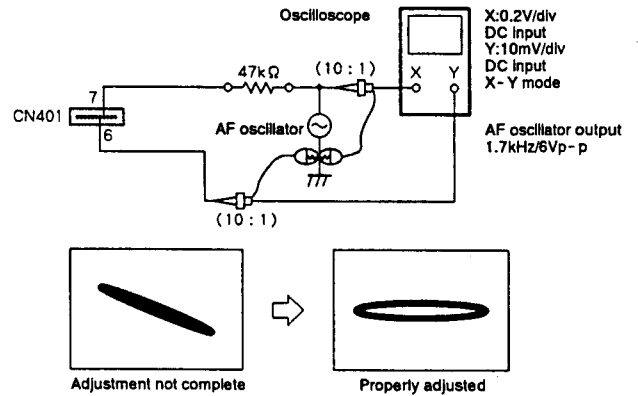 Oscilloscope
X:0.2V/div
DC input
Y:10mV/div
DC input
X-Y mode
47kΩ
(10:1)
X Y
7
CN401
6
AF oscillator
AF oscillator output
1.7kHz/6Vp-p
(10:1)
Adjustment not complete
Properly adjusted